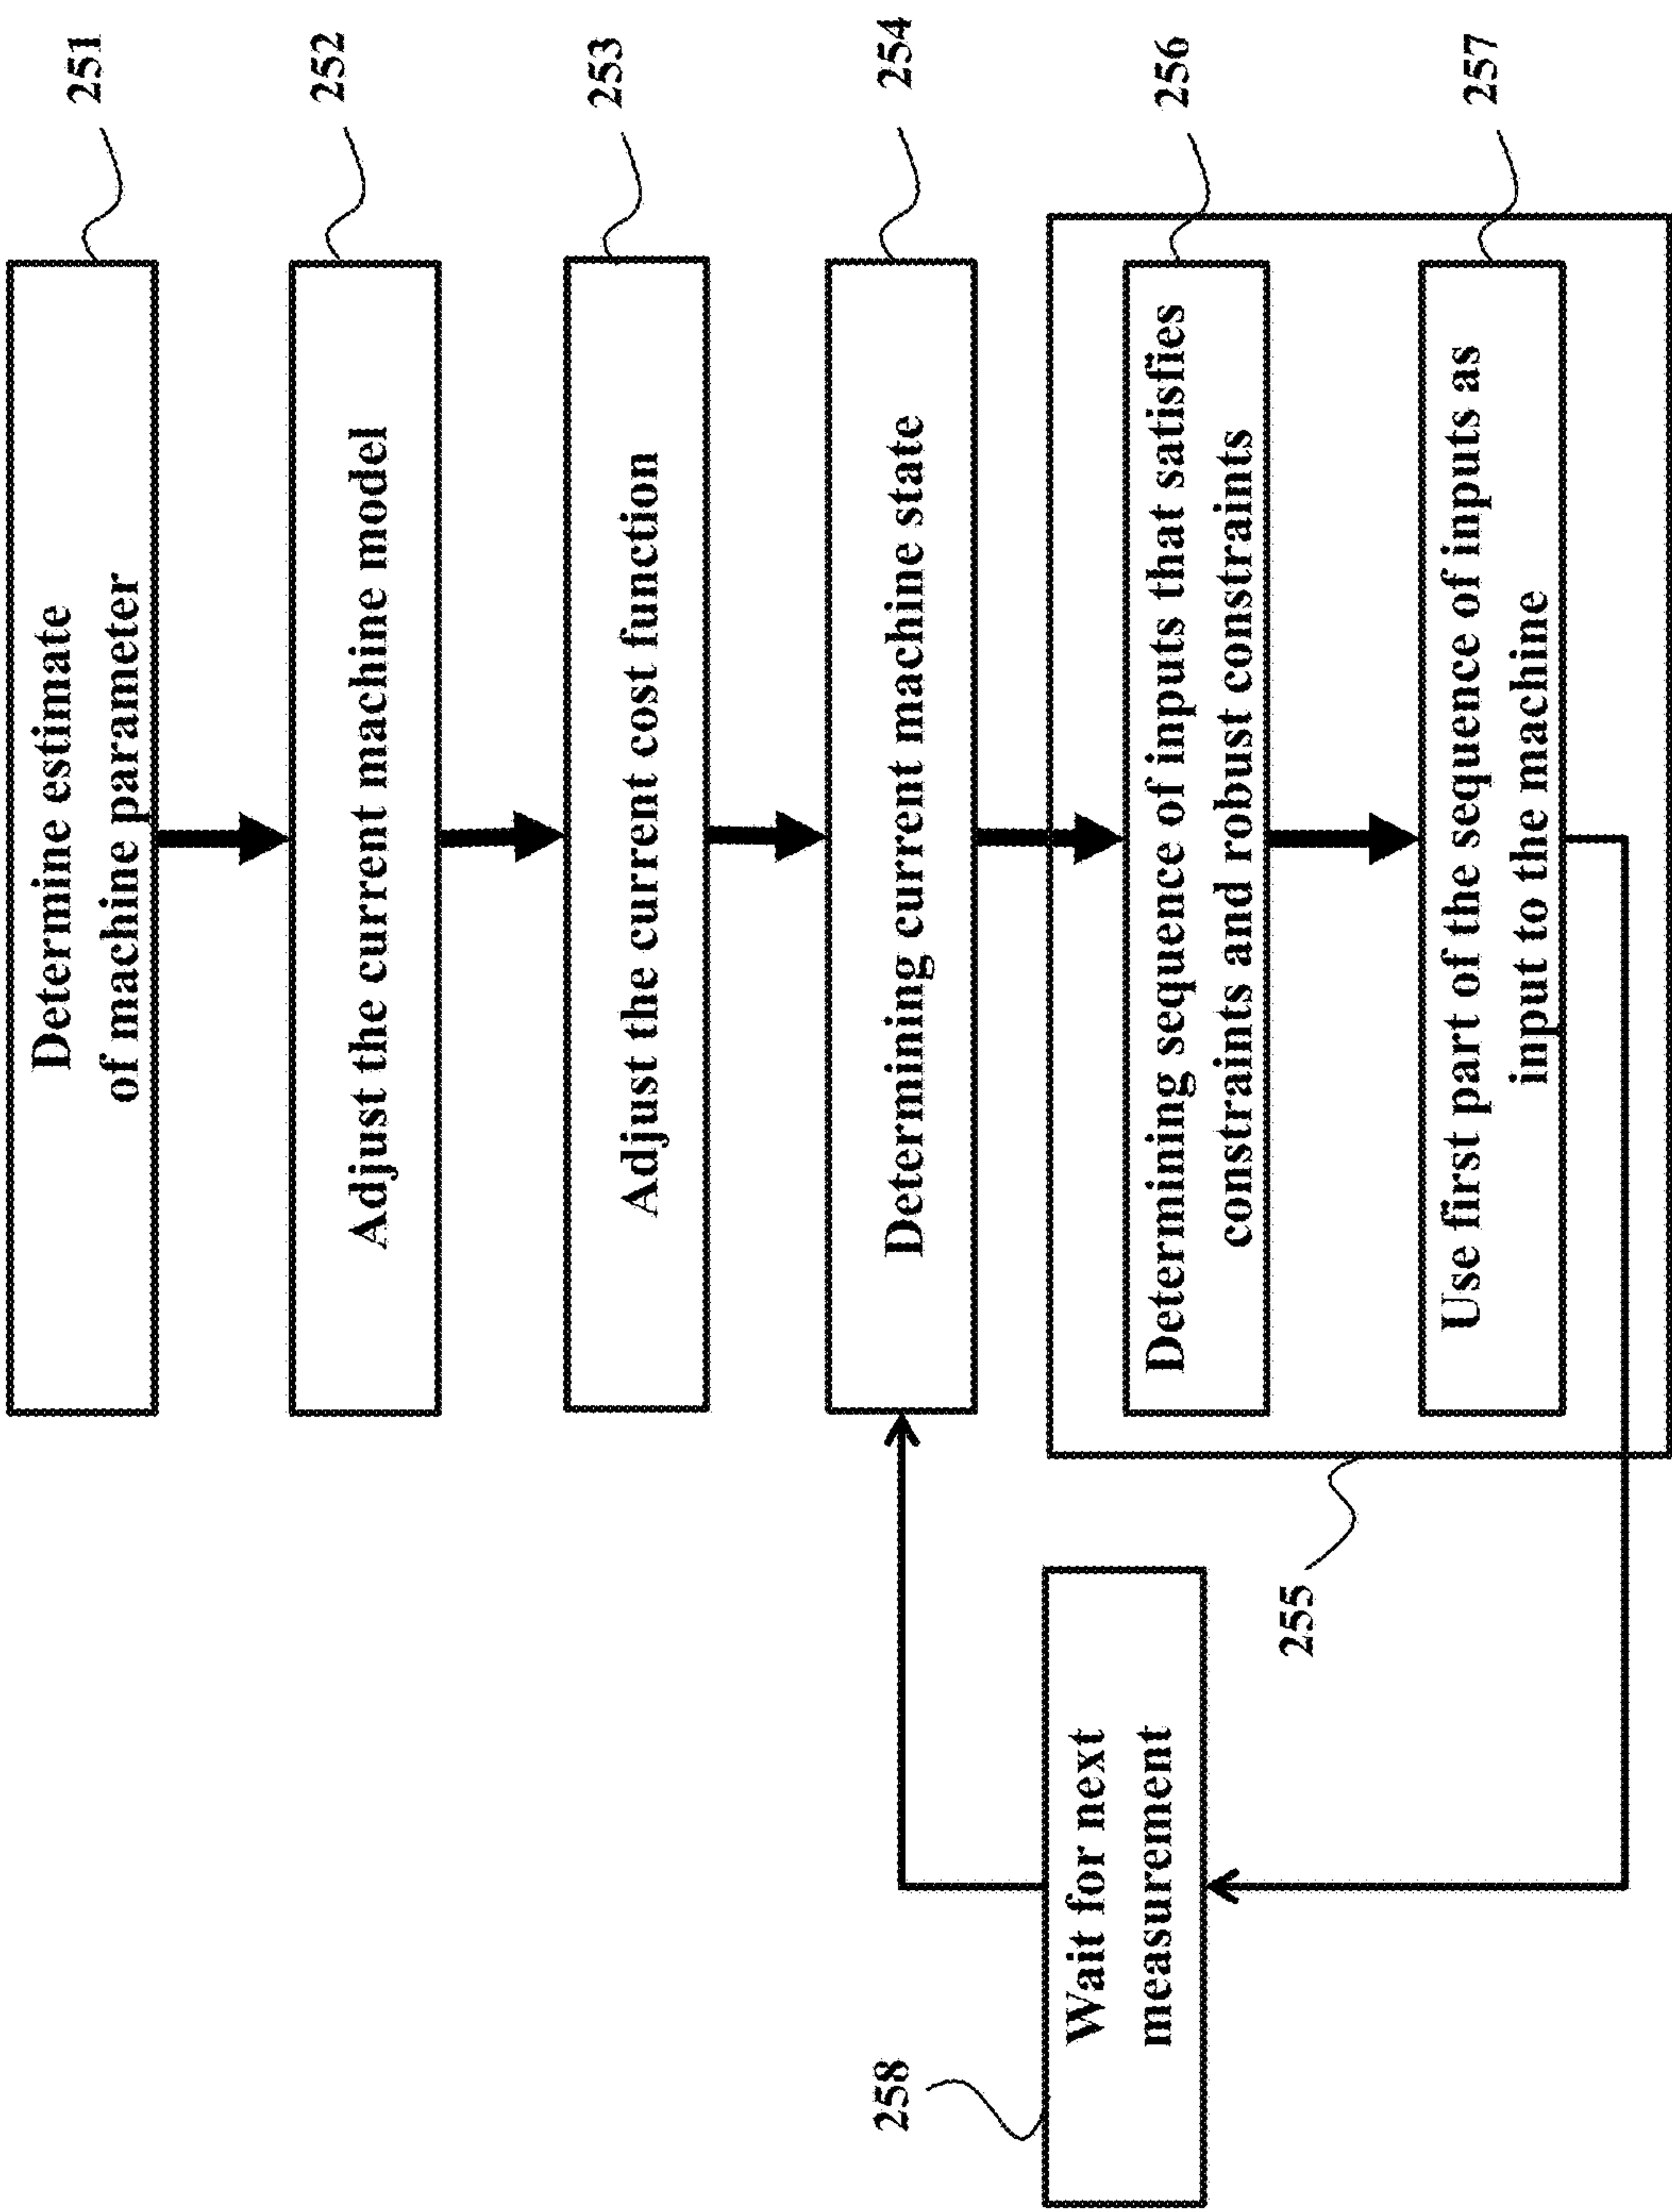 Determine estimate
of machine parameter
251
Adjust the current machine model
252
Adjust the current cost function
253
Determining current machine state
254
Determining sequence of inputs that satisfies
constraints and robust constraints
256
Use first part of the sequence of inputs as
input to the machine
257
255
Wait for next
measurement
258